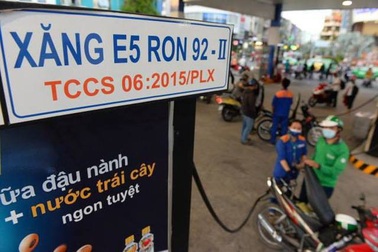 XĂNG E5 RON 92 - II
TCCS 06:2015/PLX
ữa đậu nành
+ nước trái cây
ngon tuyệt